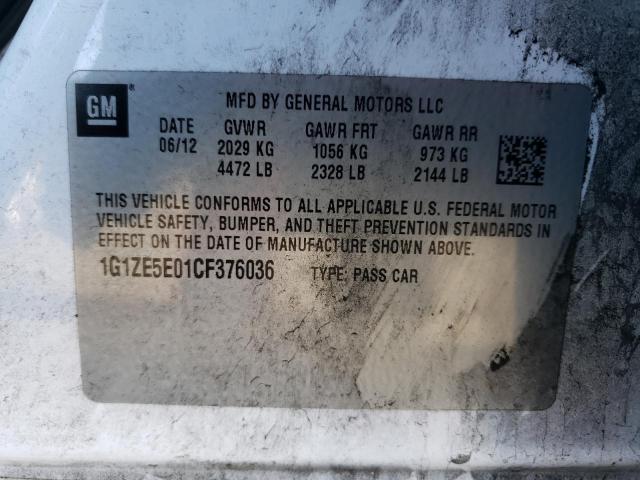 GM ®
MFD BY GENERAL MOTORS LLC
DATE GVWR GAWR FRT GAWR RR
06/12 2029 KG 1056 KG 973 KG
4472 LB 2328 LB 2144 LB
THIS VEHICLE CONFORMS TO ALL APPLICABLE U.S. FEDERAL MOTOR
VEHICLE SAFETY, BUMPER, AND THEFT PREVENTION STANDARDS IN
EFFECT ON THE DATE OF MANUFACTURE SHOWN ABOVE.
1G1ZE5E01CF376036 TYPE: PASS CAR